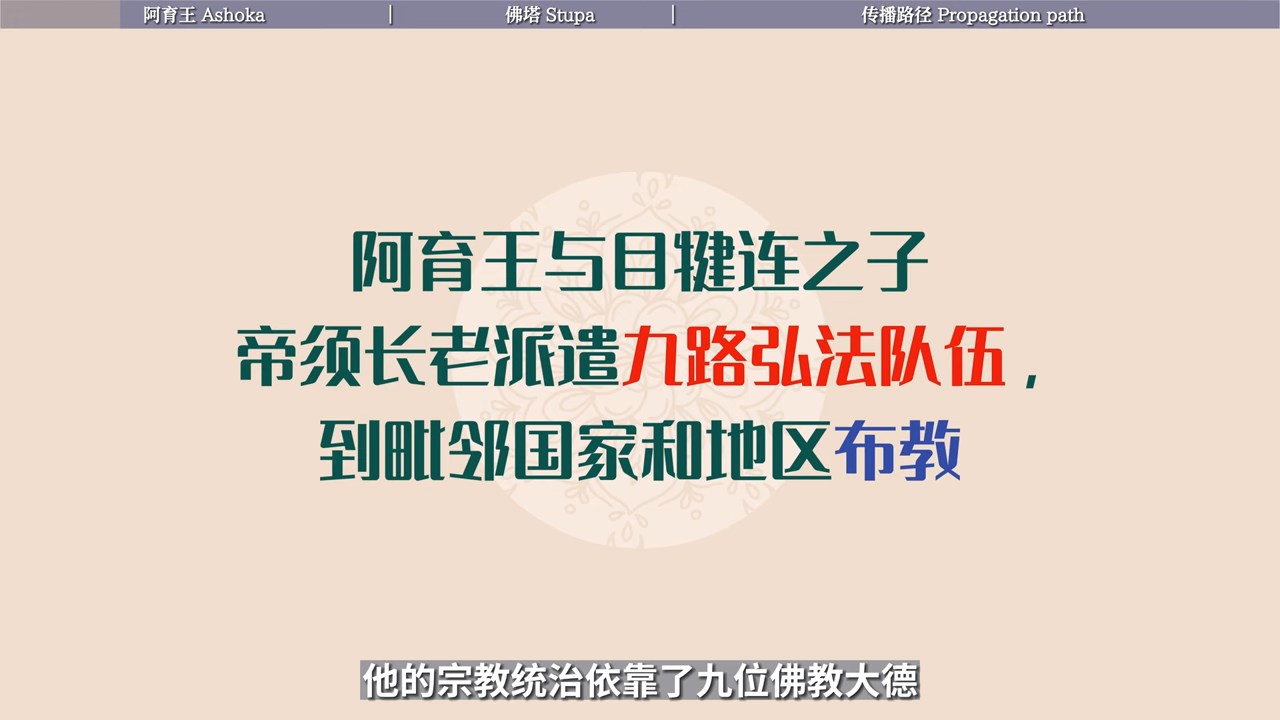 阿育王 Ashoka | 佛塔 Stupa | 传播路径 Propagation path
阿育王与目犍连之子
帝须长老派遣九路弘法队伍，
到毗邻国家和地区布教
他的宗教统治依靠了九位佛教大德